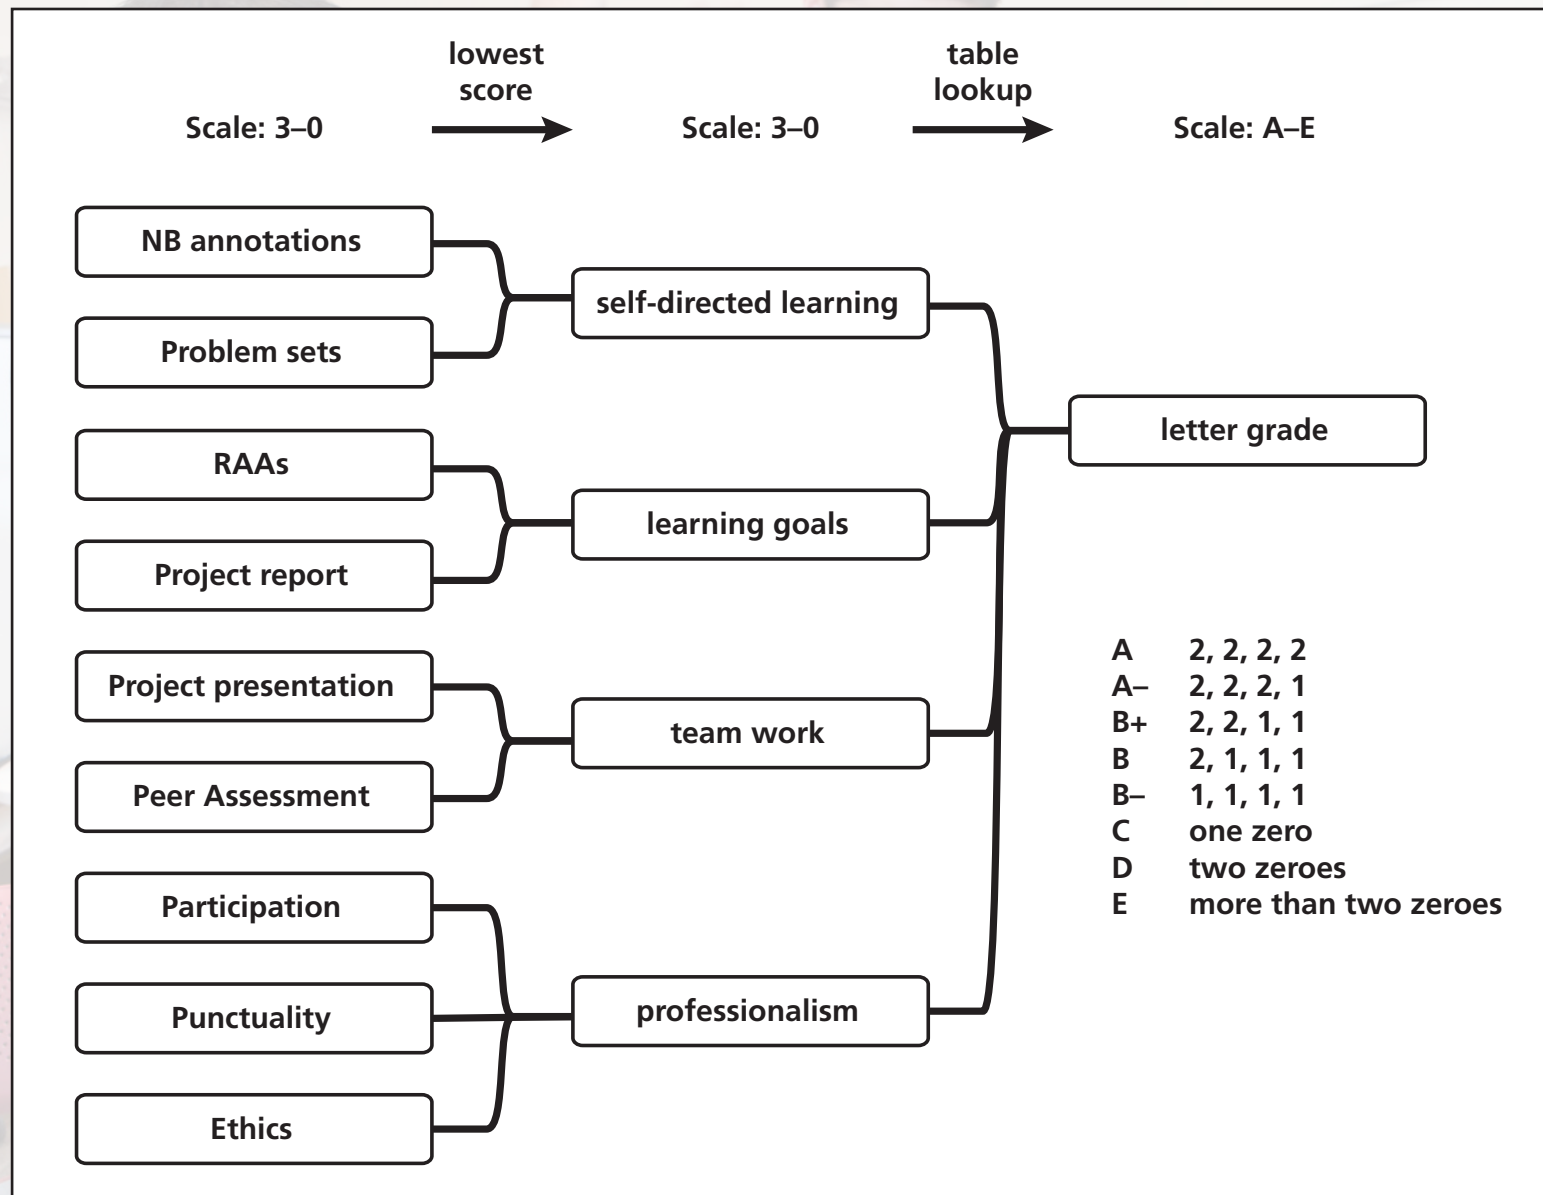 lowest
score
table
lookup
Scale: 3–0
Scale: 3–0
Scale: A–E
NB annotations
Problem sets
RAAs
Project report
Project presentation
Peer Assessment
Participation
Punctuality
Ethics
self-directed learning
learning goals
team work
professionalism
letter grade
A 2, 2, 2, 2
A– 2, 2, 2, 1
B+ 2, 2, 1, 1
B 2, 1, 1, 1
B– 1, 1, 1, 1
C one zero
D two zeroes
E more than two zeroes